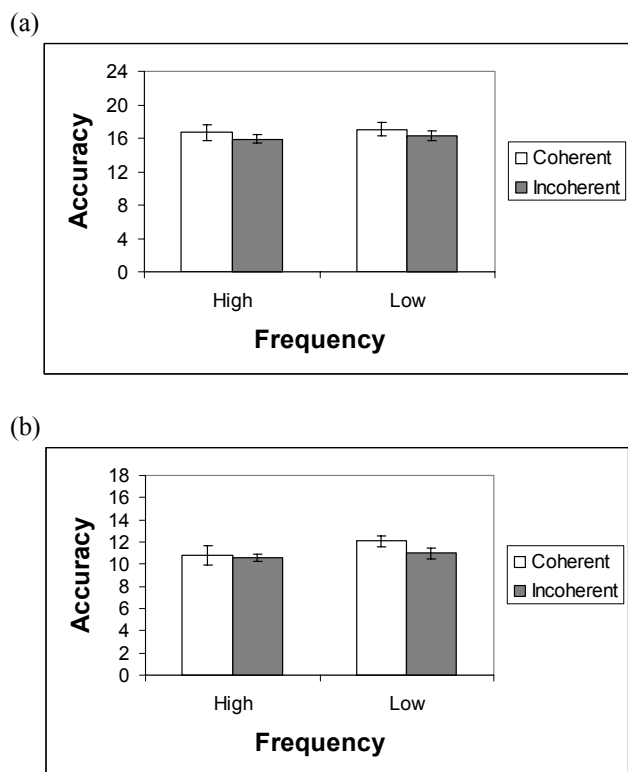 (a)
24
20
16
12
8
4
0
Accuracy
High
Low
Frequency
Coherent
Incoherent
(b)
18
16
14
12
10
8
6
4
2
0
Accuracy
High
Low
Frequency
Coherent
Incoherent